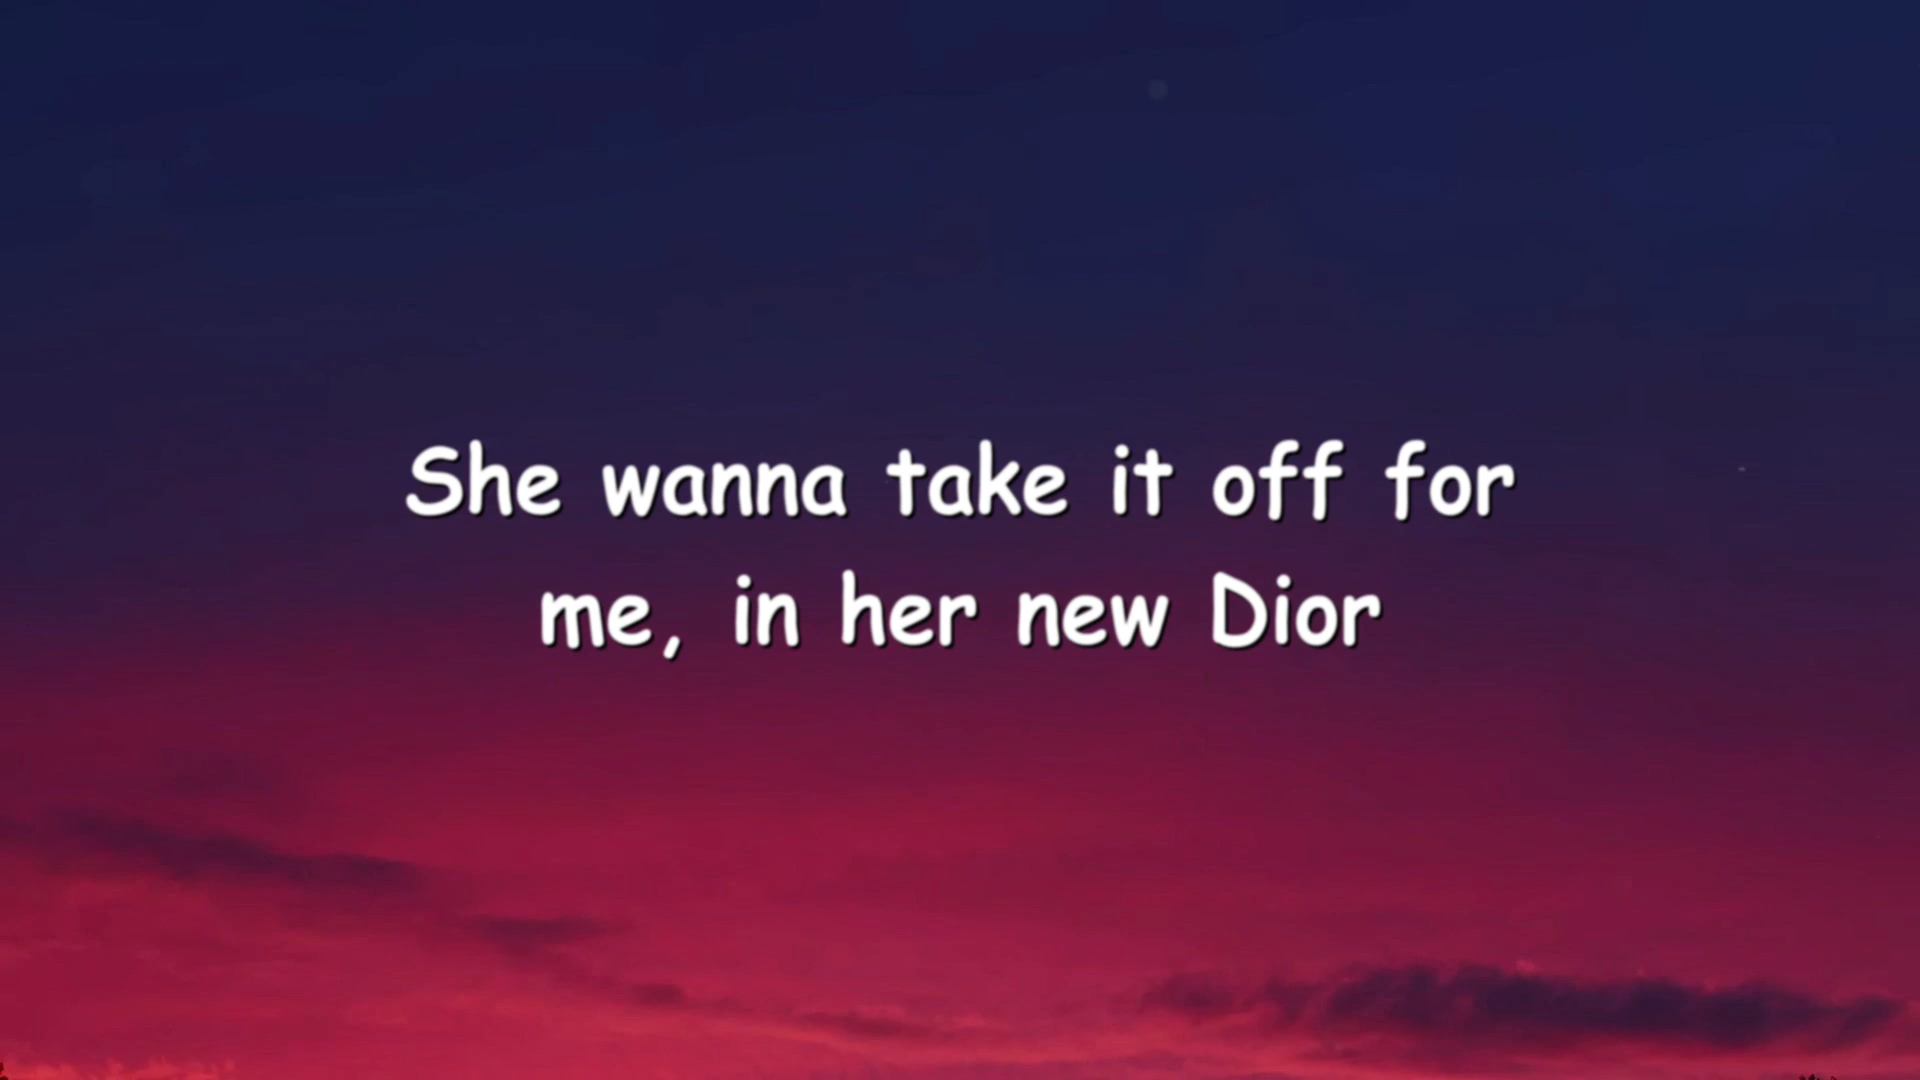 She wanna take it off for
me, in her new Dior